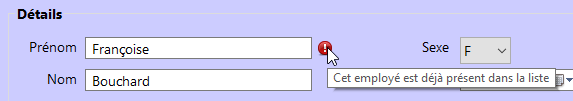 Détails
Prénom Françoise Sexe F
Nom Bouchard
Cet employé est déjà présent dans la liste